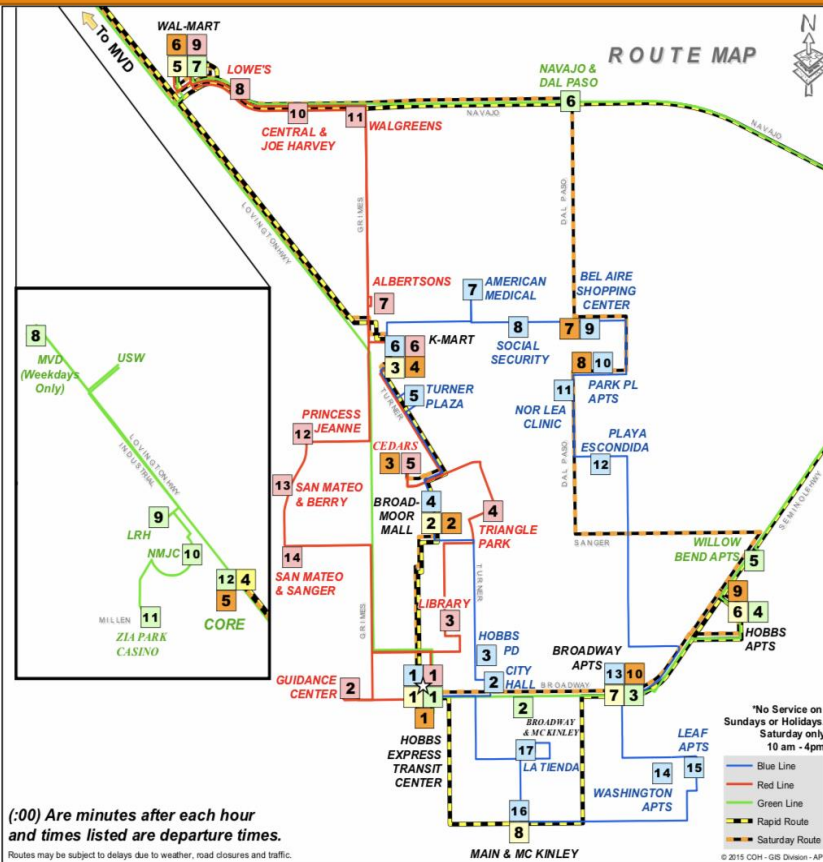 To MVD
WAL-MART
6 9
5 7
LOWE'S
8
10
CENTRAL &
JOE HARVEY
11
WALGREENS
NAVAJO
NAVAJO &
DAL PASO
6
ROUTE MAP
N
NAVAJO
GRIMES
DAL PASO
LOVINGTON HWY
ALBERTSONS
7
7
AMERICAN
MEDICAL
BEL AIRE
SHOPPING
CENTER
7 9
8
SOCIAL
SECURITY
6 6
3 4
K-MART
8 10
PARK PL
APTS
5
TURNER
PLAZA
TURNER
11
NOR LEA
CLINIC
PLAYA
ESCONDIDA
12
DAL PASO
PRINCESS
JEANNE
12
CEDARS
3 5
13
SAN MATEO
& BERRY
BROAD-
MOOR
MALL
4
2 2
4
TRIANGLE
PARK
SANGER
SEMINOLE HWY
WILLOW
BEND APTS
5
14
SAN MATEO
& SANGER
GRIMES
TURNER
LIBRARY
3
9
6 4
HOBBS
APTS
HOBBS
PD
3
CITY
HALL
2
BROADWAY
APTS
13 10
7 3
BROADWAY
GUIDANCE
CENTER
2
1 1
1 1
1
HOBBS
EXPRESS
TRANSIT
CENTER
2
BROADWAY
& MC KINLEY
17
LA TIENDA
LEAF
APTS
14
15
WASHINGTON
APTS
16
8
MAIN & MC KINLEY
8
MVD
(Weekdays
Only)
USW
LOVINGTON HWY
INDUSTRIAL
9
LRH
NMJC
10
12 4
5
CORE
MILLEN
11
ZIA PARK
CASINO
*No Service on
Sundays or Holidays
Saturday only
10 am - 4pm
Blue Line
Red Line
Green Line
Rapid Route
Saturday Route
© 2015 COH - GIS Division - AP
(:00) Are minutes after each hour
and times listed are departure times.
Routes may be subject to delays due to weather, road closures and traffic.